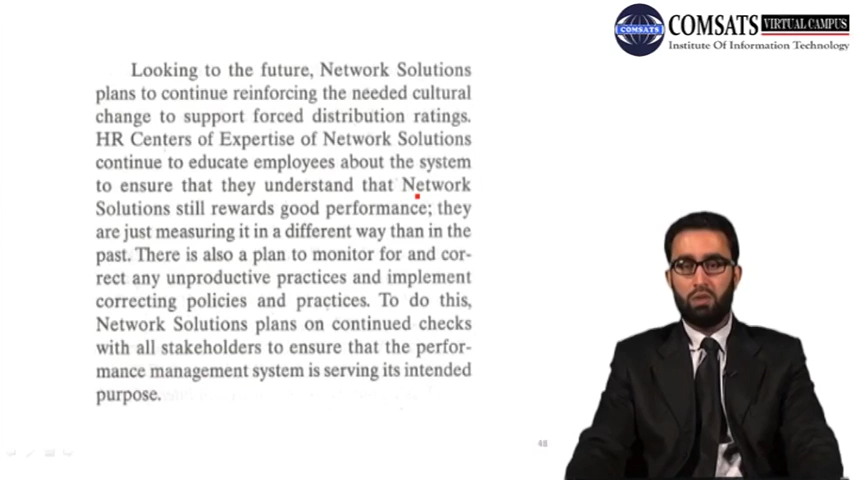 COMSATS VIRTUAL CAMPUS
COMSATS
Institute Of Information Technology
Looking to the future, Network Solutions
plans to continue reinforcing the needed cultural
change to support forced distribution ratings.
HR Centers of Expertise of Network Solutions
continue to educate employees about the system
to ensure that they understand that Network
Solutions still rewards good performance; they
are just measuring it in a different way than in the
past. There is also a plan to monitor for and cor-
rect any unproductive practices and implement
correcting policies and practices. To do this,
Network Solutions plans on continued checks
with all stakeholders to ensure that the perfor-
mance management system is serving its intended
purpose.
48